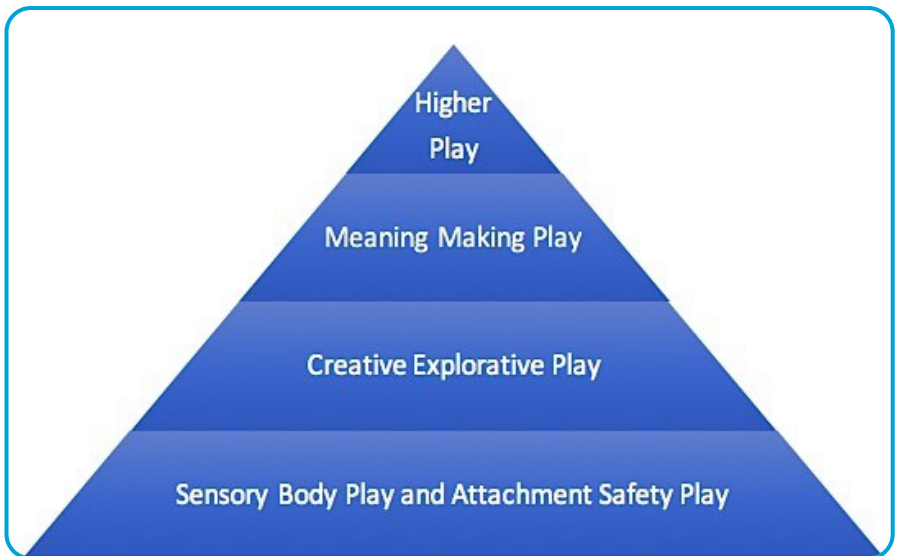 Higher
Play
Meaning Making Play
Creative Explorative Play
Sensory Body Play and Attachment Safety Play